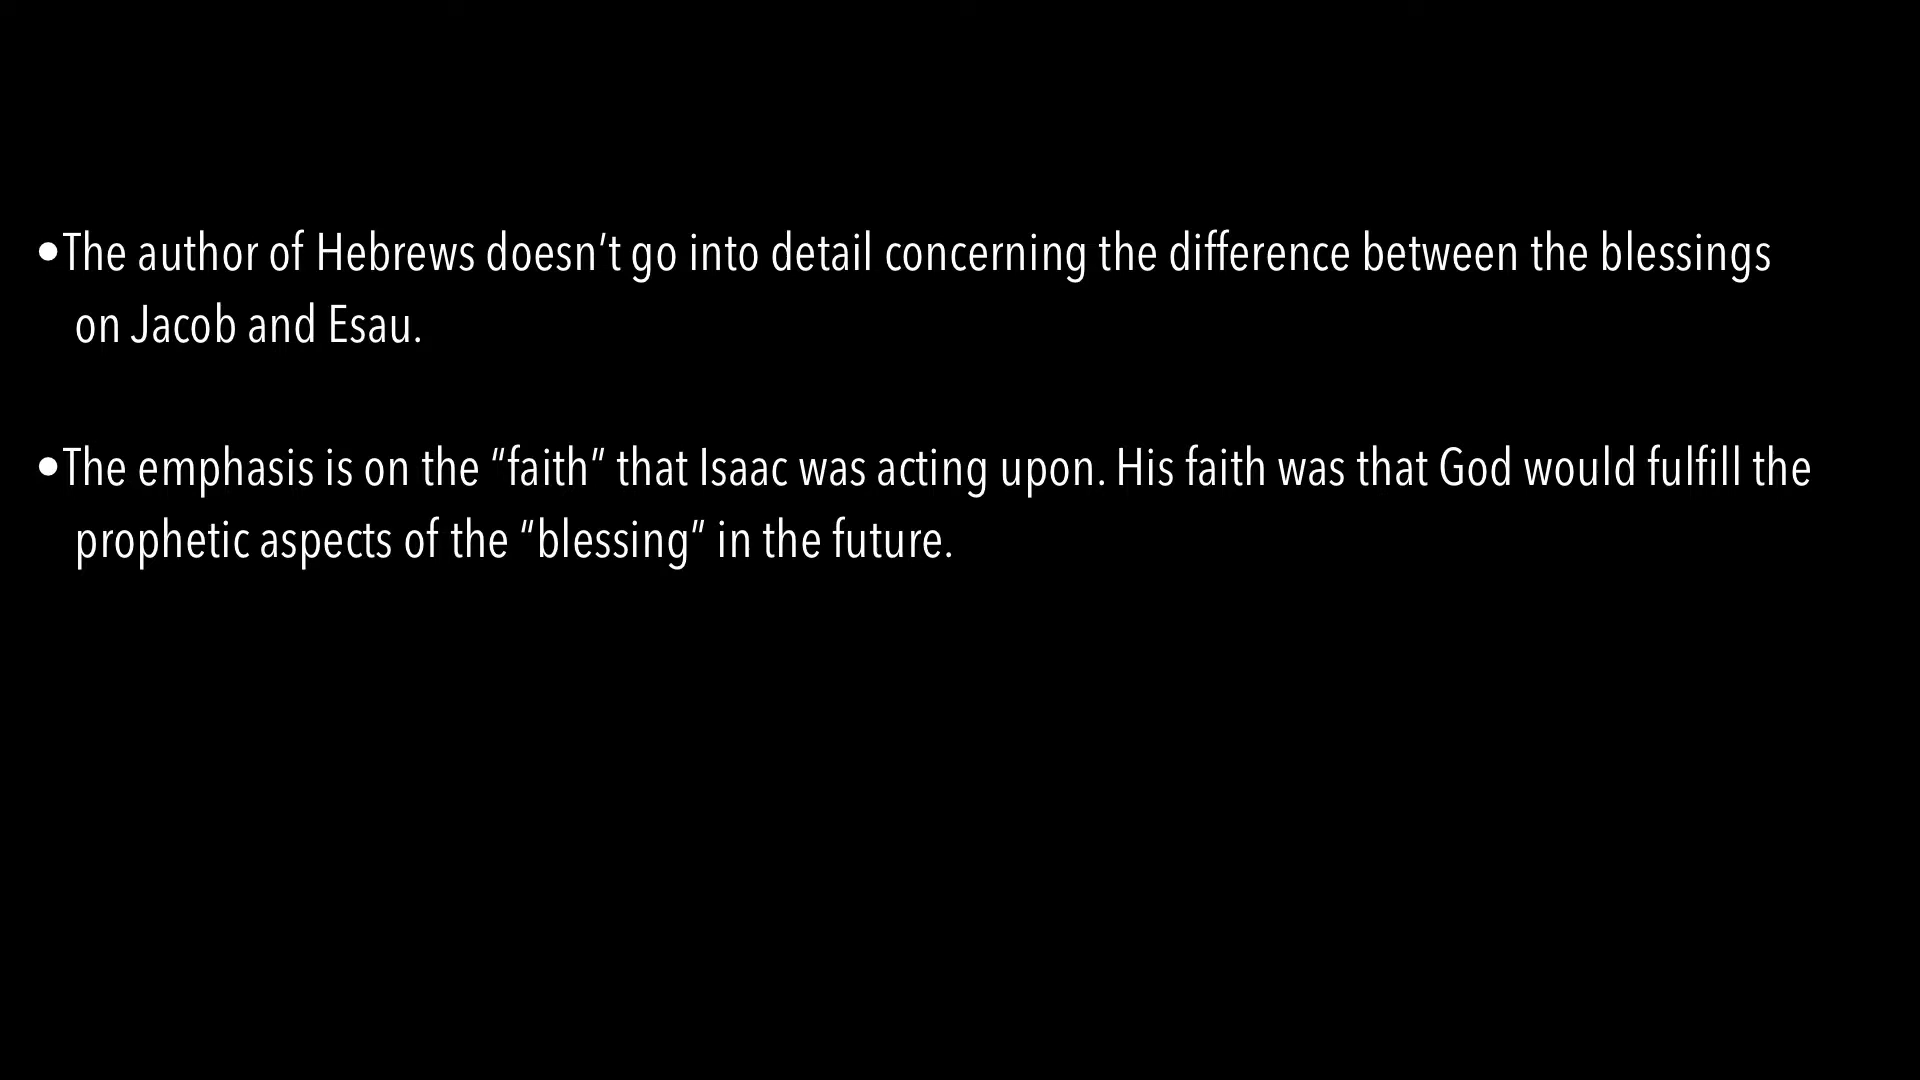 •The author of Hebrews doesn’t go into detail concerning the difference between the blessings
on Jacob and Esau.
•The emphasis is on the “faith” that Isaac was acting upon. His faith was that God would fulfill the
prophetic aspects of the “blessing” in the future.